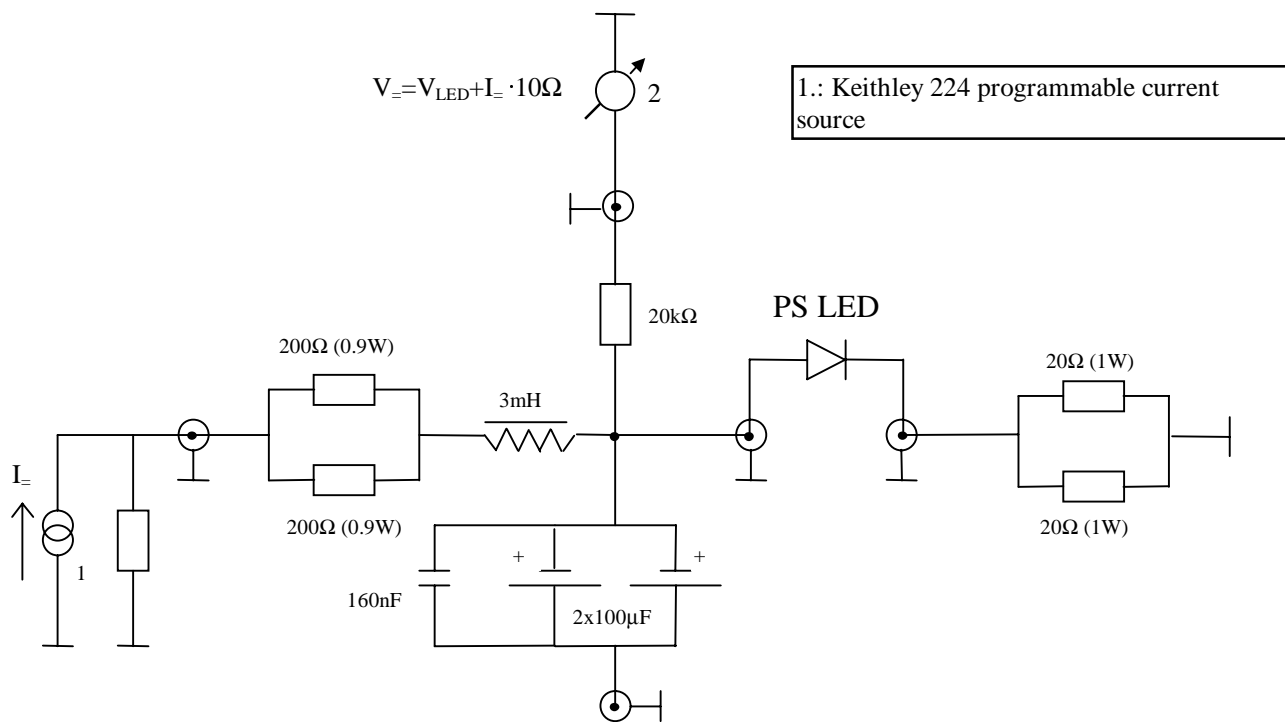 V₌=V_LED+I₌ ·10Ω
2
1.: Keithley 224 programmable current
source
20kΩ
PS LED
200Ω (0.9W)
20Ω (1W)
3mH
I₌
200Ω (0.9W)
20Ω (1W)
1
+
+
160nF
2x100µF